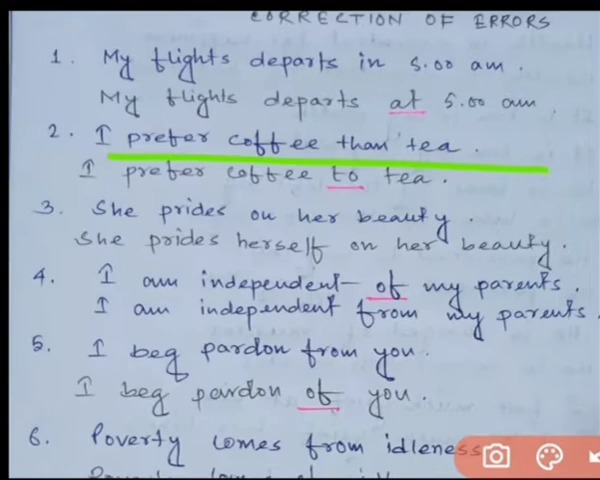 CORRECTION OF ERRORS
1. My flights departs in 5.00 am.
My flights departs at 5.00 am
2. I prefer coffee than tea.
I prefer coffee to tea.
3. She prides on her beauty.
She prides herself on her beauty.
4. I am independent of my parents.
I am independent from my parents.
5. I beg pardon from you.
I beg pardon of you.
6. Poverty comes from idleness